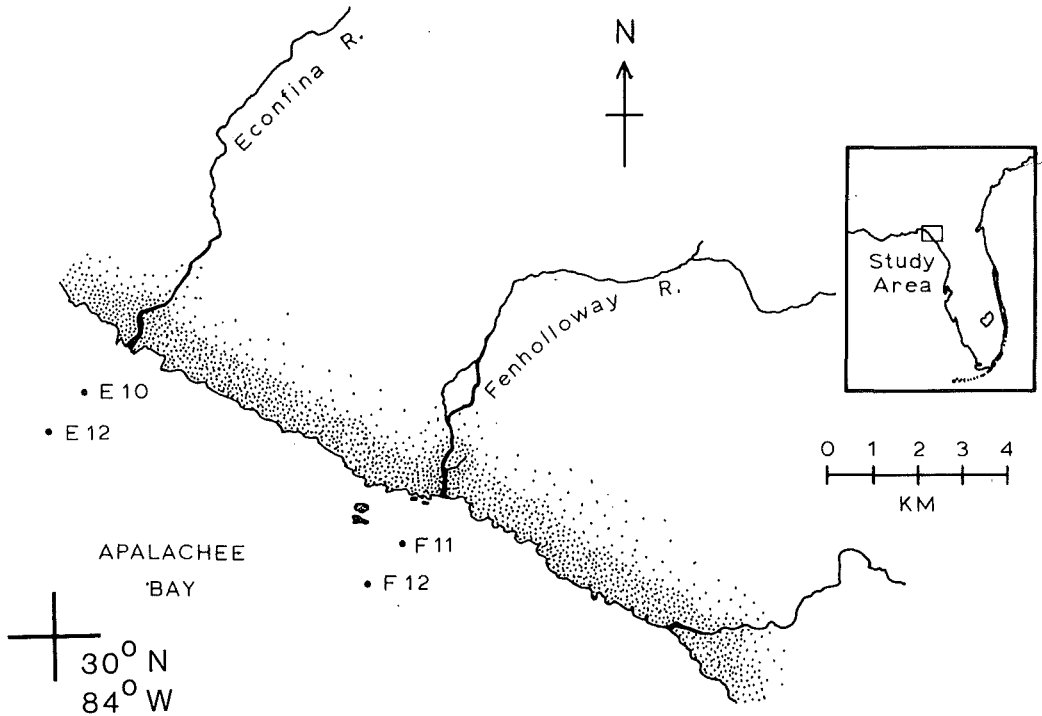 Econfina R.
N
Fenholloway R.
Study
Area
E 10
E 12
0 1 2 3 4
KM
F 11
F 12
APALACHEE
BAY
30° N
84° W